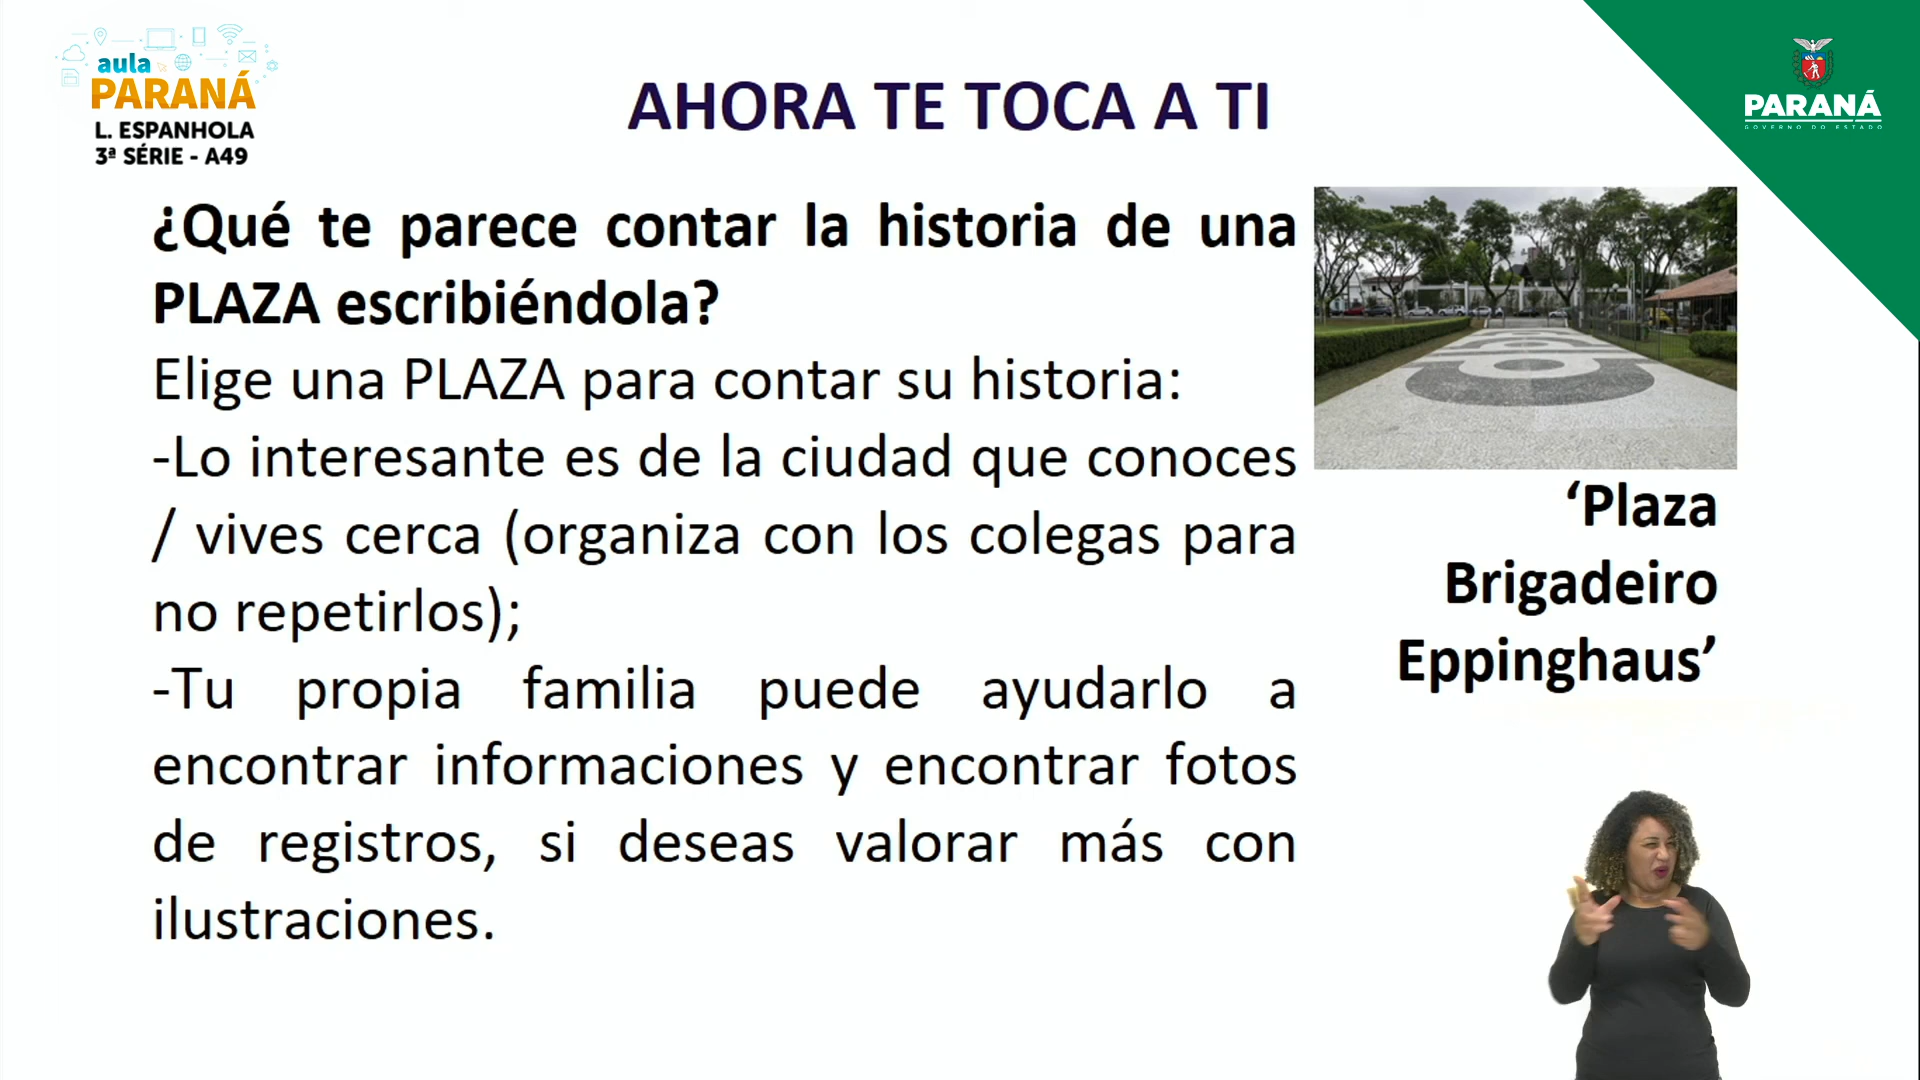 aula
PARANÁ
L. ESPANHOLA
3ª SÉRIE - A49
AHORA TE TOCA A TI
PARANÁ
GOVERNO DO ESTADO
¿Qué te parece contar la historia de una
PLAZA escribiéndola?
Elige una PLAZA para contar su historia:
-Lo interesante es de la ciudad que conoces
/ vives cerca (organiza con los colegas para
no repetirlos);
-Tu propia familia puede ayudarlo a
encontrar informaciones y encontrar fotos
de registros, si deseas valorar más con
ilustraciones.
‘Plaza
Brigadeiro
Eppinghaus’